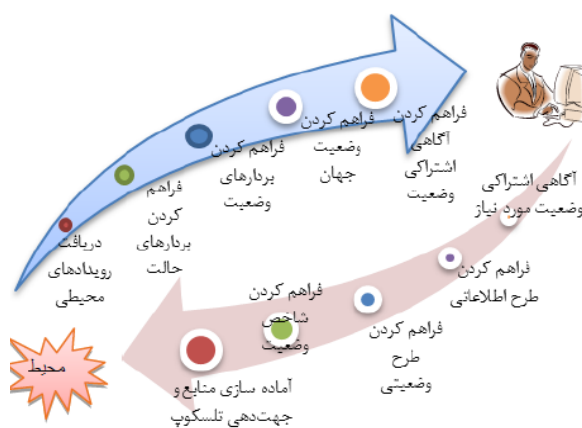 فراهم کردن
آگاهی
اشتراکی
وضعیت
فراهم کردن
وضعیت
جهان
فراهم کردن
بردارهای
وضعیت
فراهم
کردن
بردارهای
حالت
دریافت
رویدادهای
محیطی
آگاهی اشتراکی
وضعیت مورد نیاز
فراهم کردن
طرح اطلاعاتی
فراهم کردن
طرح
وضعیتی
فراهم کردن
شاخص
وضعیت
آماده سازی منابع و
جهت‌دهی تلسکوپ
محیط